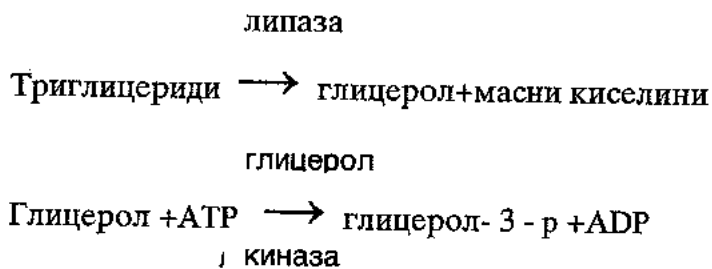 липаза
Триглицериди → глицерол+масни киселини
глицерол
Глицерол +ATP → глицерол- 3 - р +ADP
киназа